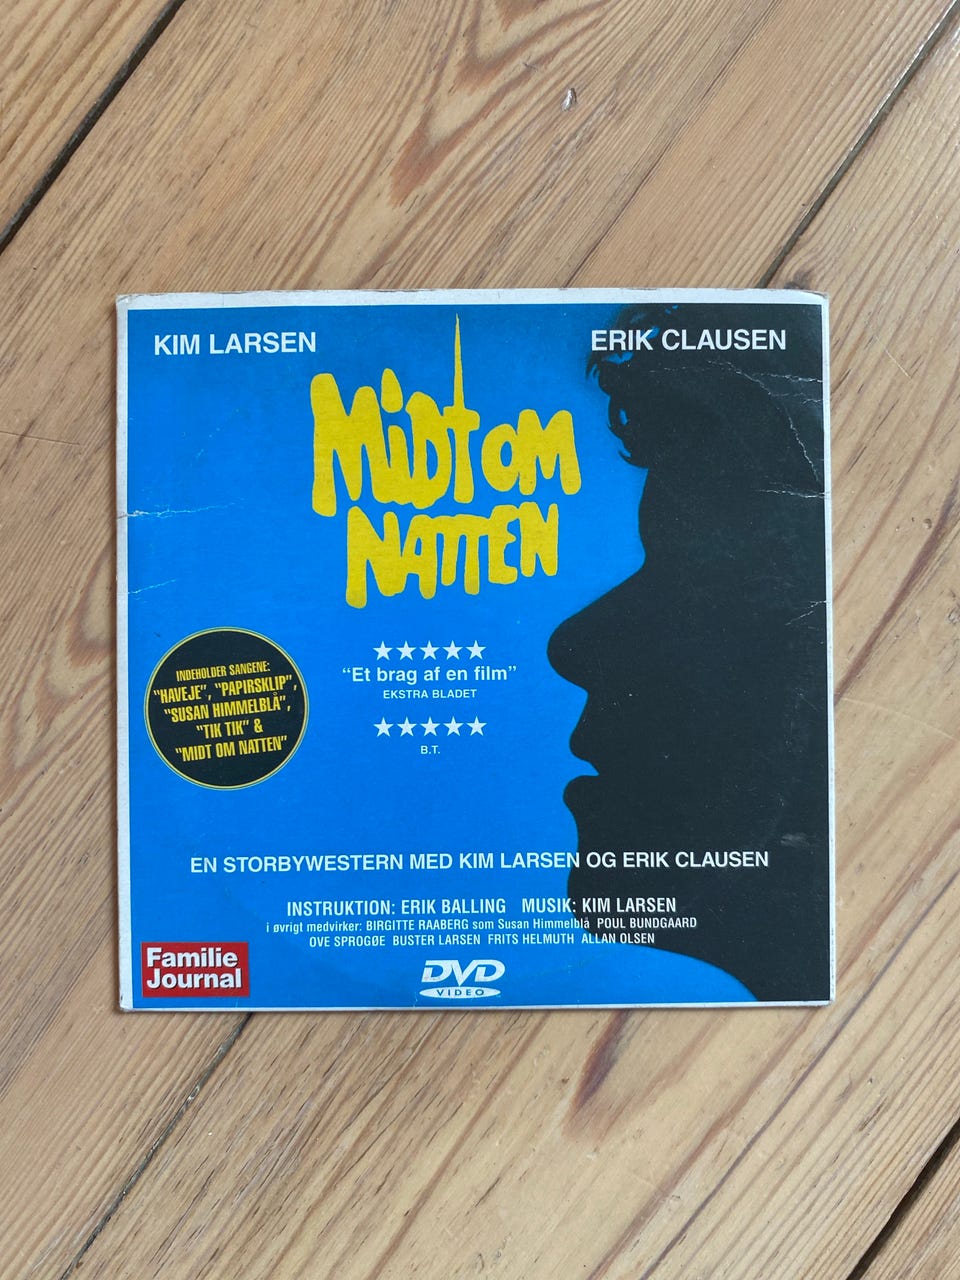 KIM LARSEN
ERIK CLAUSEN
MiDT OM
NATTEN
INDEHOLDER SANGENE:
"HAVEJE", "PAPIRSKLIP",
"SUSAN HIMMELBLÅ",
"TIK TIK" &
"MIDT OM NATTEN"
"Et brag af en film"
EKSTRA BLADET
B.T.
EN STORBYWESTERN MED KIM LARSEN OG ERIK CLAUSEN
INSTRUKTION: ERIK BALLING MUSIK: KIM LARSEN
i øvrigt medvirker: BIRGITTE RAABERG som Susan Himmelblå POUL BUNDGAARD
OVE SPROGØE BUSTER LARSEN FRITS HELMUTH ALLAN OLSEN
Familie
Journal
DVD
VIDEO